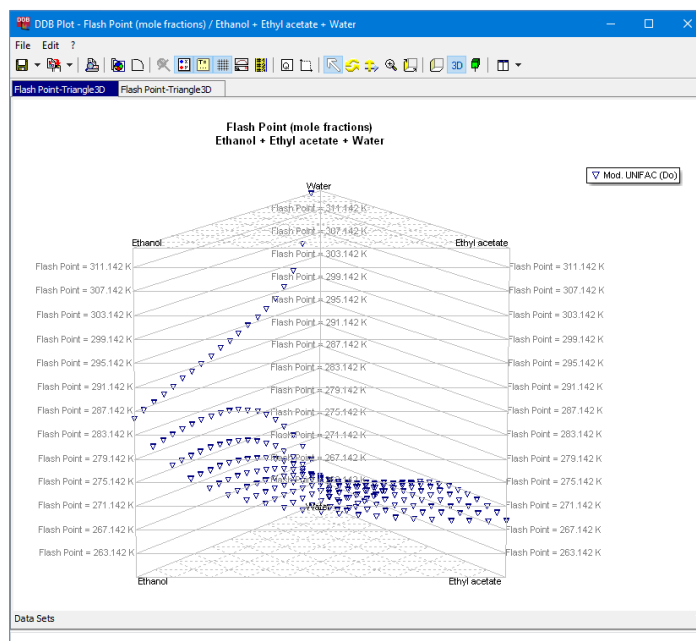 DDB Plot - Flash Point (mole fractions) / Ethanol + Ethyl acetate + Water
File Edit ?
Flash Point-Triangle3D Flash Point-Triangle3D
Flash Point (mole fractions)
Ethanol + Ethyl acetate + Water
Mod. UNIFAC (Do)
Water
Flash Point = 311.142 K
Flash Point = 307.142 K
Ethanol
Ethyl acetate
Flash Point = 303.142 K
Flash Point = 311.142 K
Flash Point = 299.142 K
Flash Point = 311.142 K
Flash Point = 307.142 K
Flash Point = 295.142 K
Flash Point = 307.142 K
Flash Point = 303.142 K
Flash Point = 291.142 K
Flash Point = 303.142 K
Flash Point = 299.142 K
Flash Point = 287.142 K
Flash Point = 299.142 K
Flash Point = 295.142 K
Flash Point = 283.142 K
Flash Point = 295.142 K
Flash Point = 291.142 K
Flash Point = 279.142 K
Flash Point = 291.142 K
Flash Point = 287.142 K
Flash Point = 275.142 K
Flash Point = 287.142 K
Flash Point = 283.142 K
Flash Point = 271.142 K
Flash Point = 283.142 K
Flash Point = 279.142 K
Flash Point = 267.142 K
Flash Point = 279.142 K
Flash Point = 275.142 K
Flash Point = 275.142 K
Flash Point = 271.142 K
Water
Flash Point = 271.142 K
Flash Point = 267.142 K
Flash Point = 267.142 K
Flash Point = 263.142 K
Flash Point = 263.142 K
Ethanol
Ethyl acetate
Data Sets